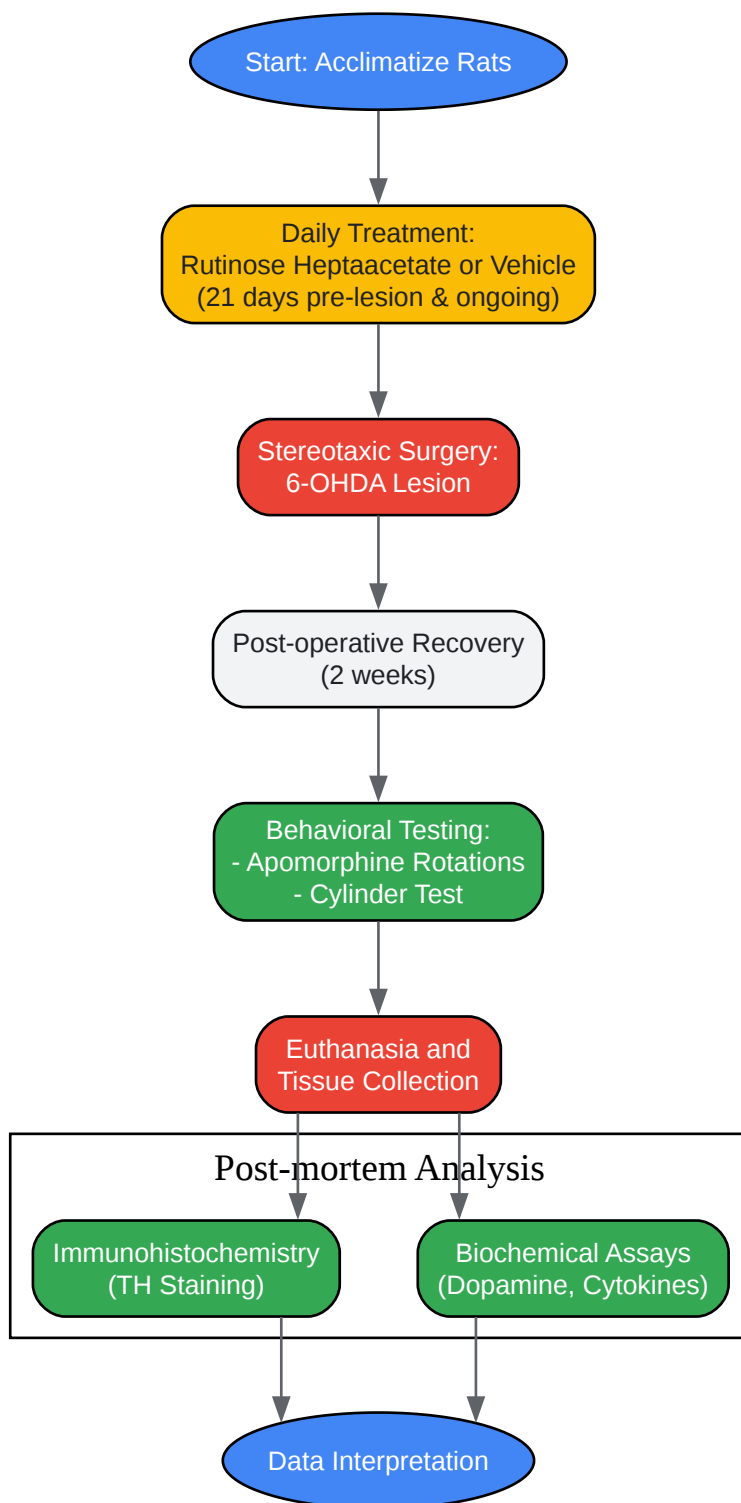 Start: Acclimatize Rats
Daily Treatment:
Rutinose Heptaacetate or Vehicle
(21 days pre-lesion & ongoing)
Stereotaxic Surgery:
6-OHDA Lesion
Post-operative Recovery
(2 weeks)
Behavioral Testing:
- Apomorphine Rotations
- Cylinder Test
Euthanasia and
Tissue Collection
Post-mortem Analysis
Immunohistochemistry
(TH Staining)
Biochemical Assays
(Dopamine, Cytokines)
Data Interpretation